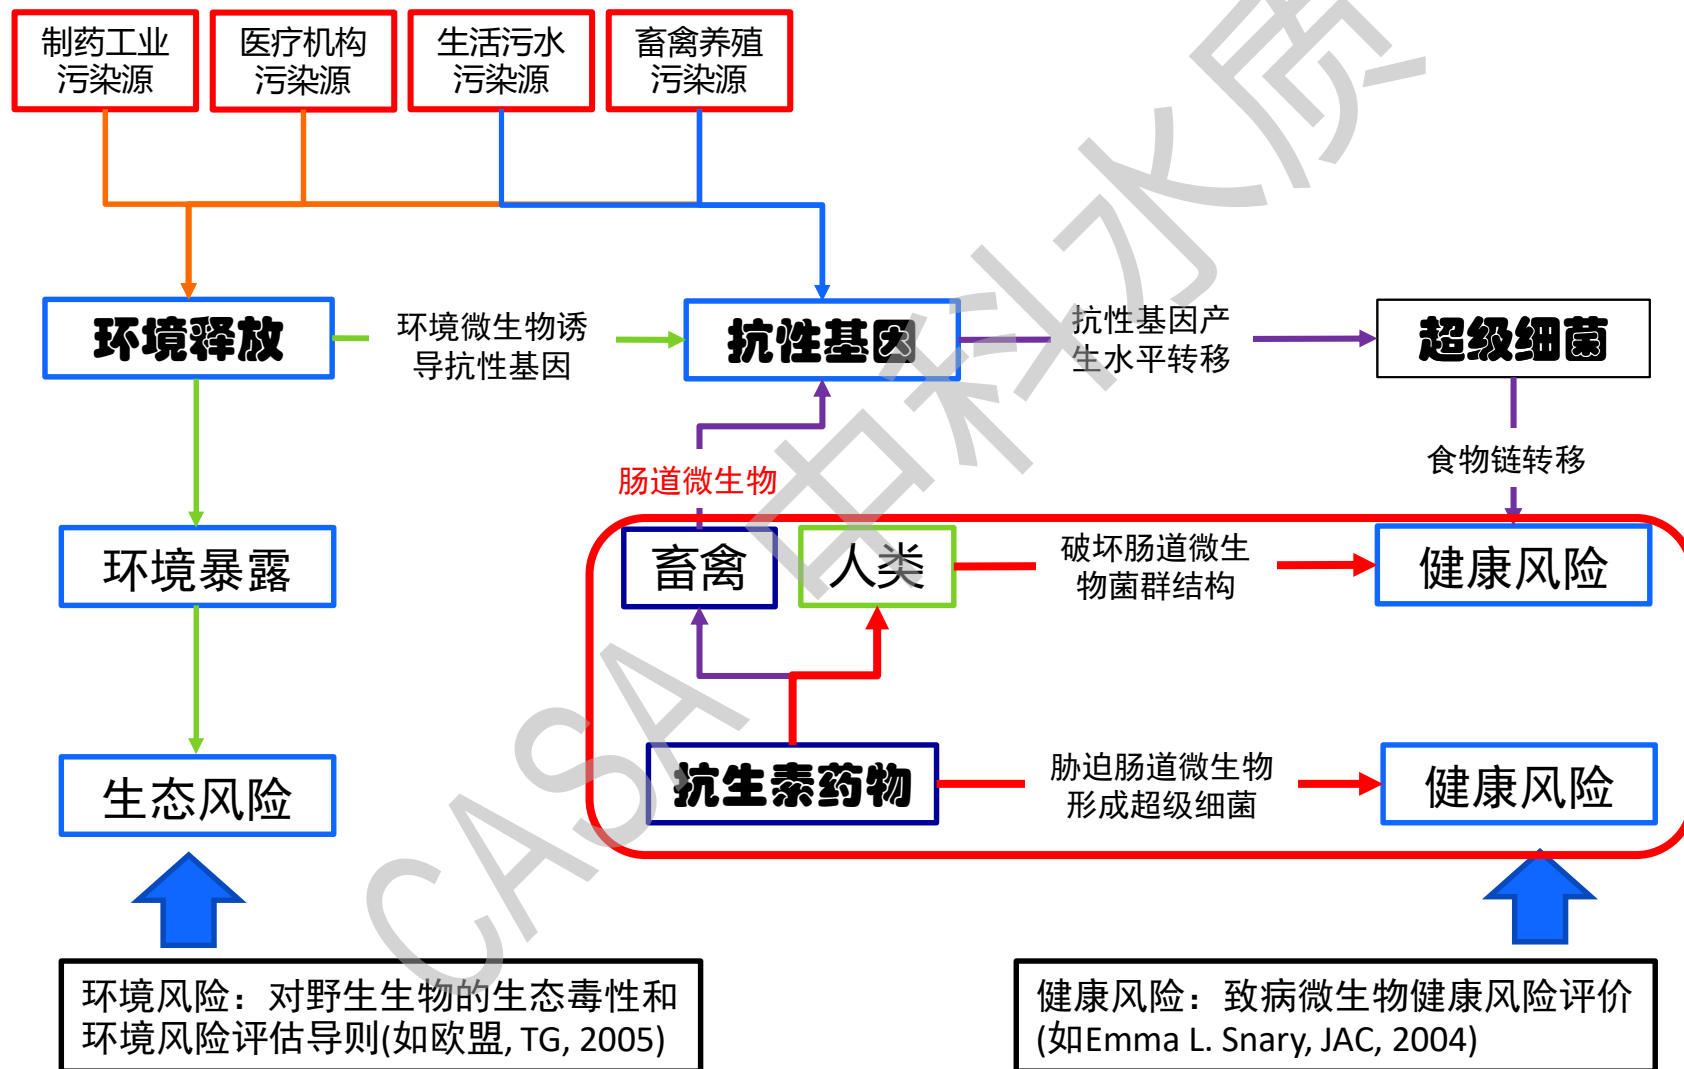 制药工业
污染源
医疗机构
污染源
生活污水
污染源
畜禽养殖
污染源
环境释放
环境微生物诱
导抗性基因
抗性基因
抗性基因产
生水平转移
超级细菌
肠道微生物
食物链转移
环境暴露
畜禽
人类
破坏肠道微生
物菌群结构
健康风险
生态风险
抗生素药物
胁迫肠道微生物
形成超级细菌
健康风险
环境风险：对野生生物的生态毒性和
环境风险评估导则(如欧盟, TG, 2005)
健康风险：致病微生物健康风险评价
(如Emma L. Snary, JAC, 2004)
CASA 中科水质